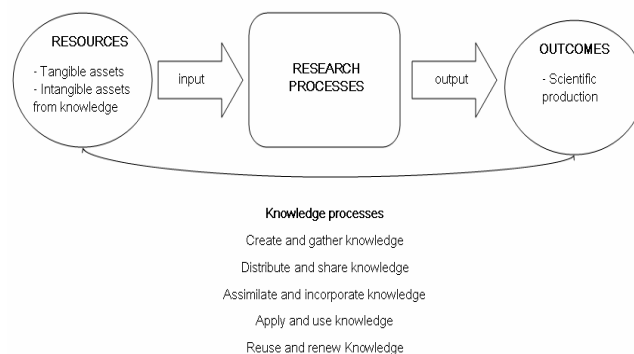 RESOURCES
- Tangible assets
- Intangible assets
from knowledge
input
RESEARCH
PROCESSES
output
OUTCOMES
- Scientific
production
Knowledge processes
Create and gather knowledge
Distribute and share knowledge
Assimilate and incorporate knowledge
Apply and use knowledge
Reuse and renew Knowledge